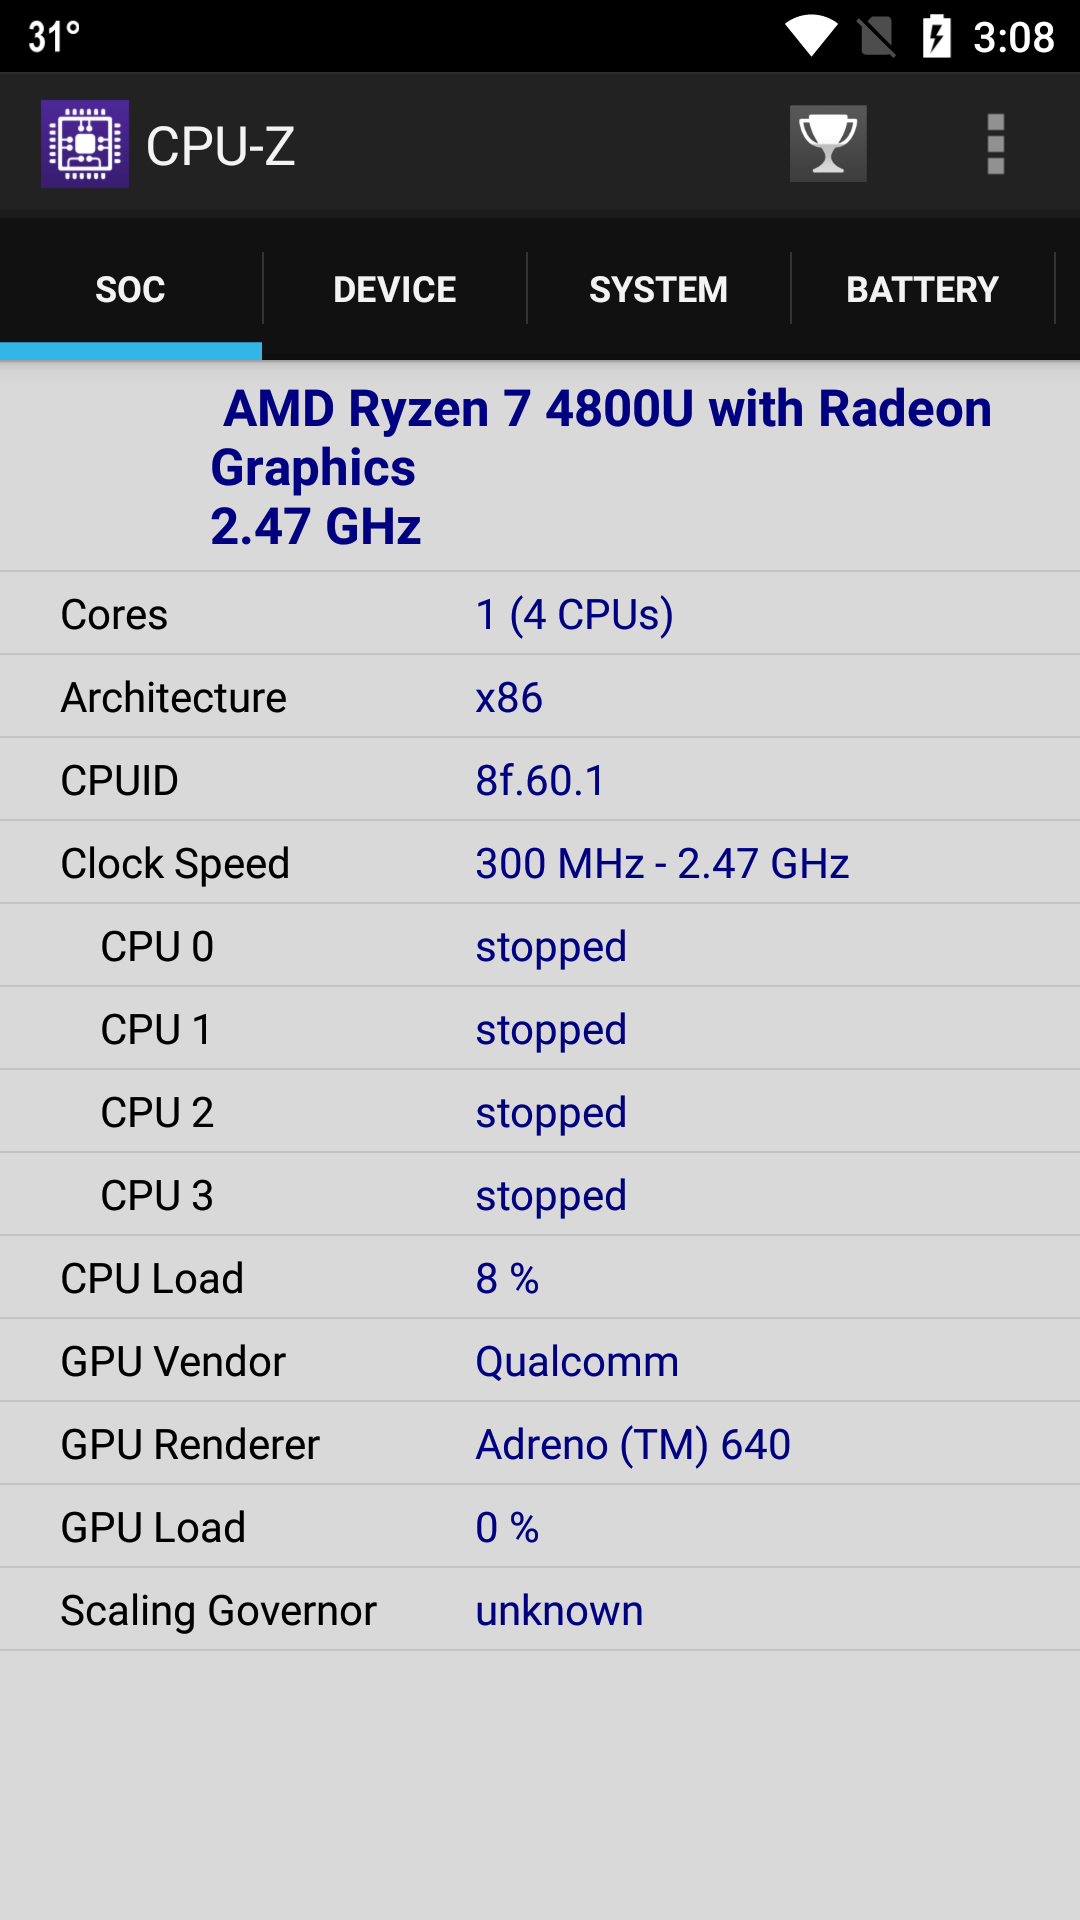 31° 3:08
CPU-Z
SOC DEVICE SYSTEM BATTERY
AMD Ryzen 7 4800U with Radeon
Graphics
2.47 GHz
Cores 1 (4 CPUs)
Architecture x86
CPUID 8f.60.1
Clock Speed 300 MHz - 2.47 GHz
CPU 0 stopped
CPU 1 stopped
CPU 2 stopped
CPU 3 stopped
CPU Load 8 %
GPU Vendor Qualcomm
GPU Renderer Adreno (TM) 640
GPU Load 0 %
Scaling Governor unknown